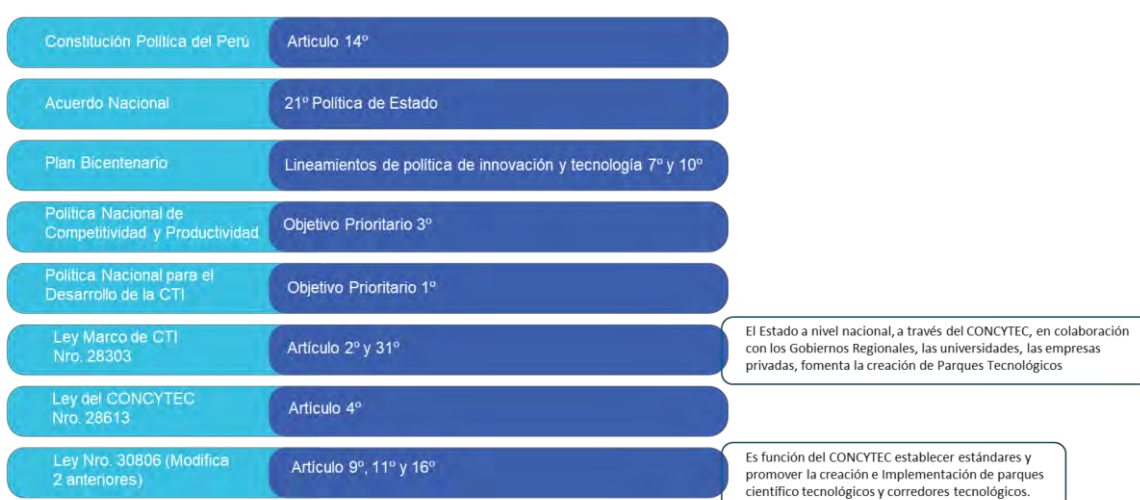 Constitución Política del Perú
Articulo 14º
Acuerdo Nacional
21º Política de Estado
Plan Bicentenario
Lineamientos de política de innovación y tecnología 7º y 10º
Política Nacional de
Competitividad y Productividad
Objetivo Prioritario 3º
Política Nacional para el
Desarrollo de la CTI
Objetivo Prioritario 1º
Ley Marco de CTI
Nro. 28303
Artículo 2º y 31º
El Estado a nivel nacional, a través del CONCYTEC, en colaboración
con los Gobiernos Regionales, las universidades, las empresas
privadas, fomenta la creación de Parques Tecnológicos
Ley del CONCYTEC
Nro. 28613
Articulo 4º
Ley Nro. 30806 (Modifica
2 anteriores)
Artículo 9º, 11º y 16º
Es función del CONCYTEC establecer estándares y
promover la creación e Implementación de parques
científico tecnológicos y corredores tecnológicos.